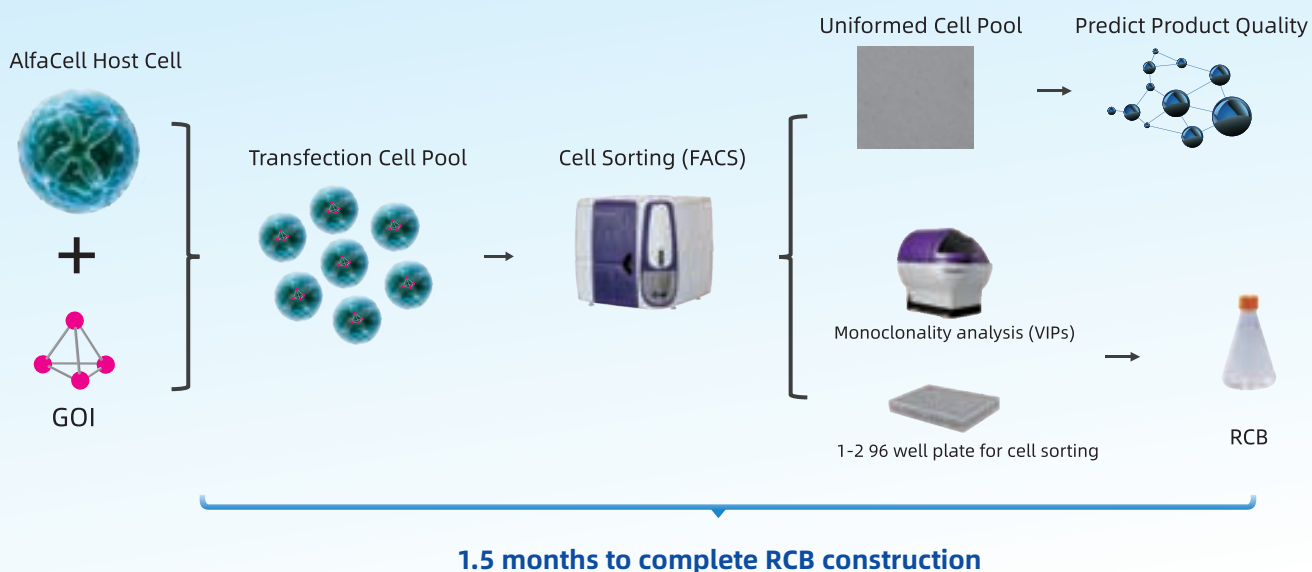 AlfaCell Host Cell
+
GOI
Transfection Cell Pool
Cell Sorting (FACS)
Uniformed Cell Pool
Predict Product Quality
Monoclonality analysis (VIPs)
1-2 96 well plate for cell sorting
RCB
1.5 months to complete RCB construction